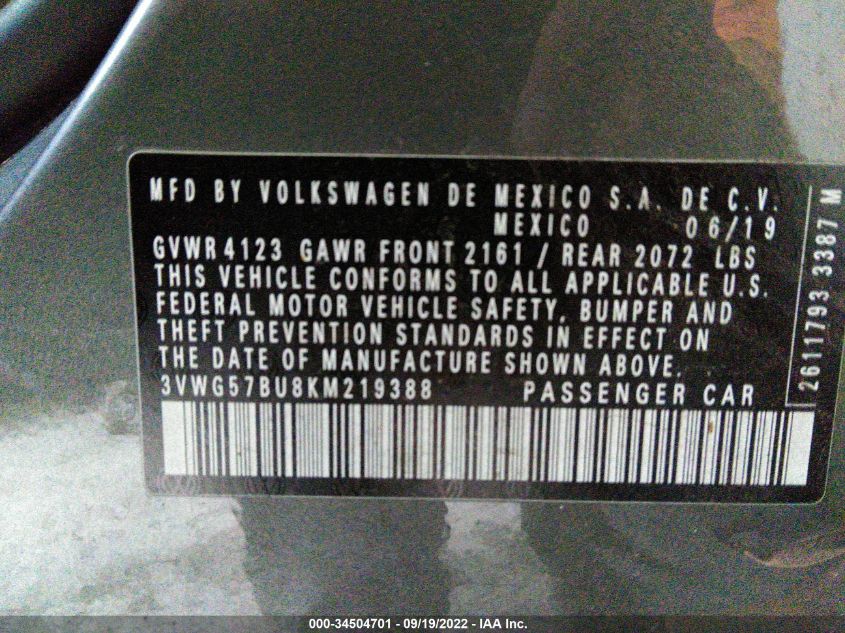 MFD BY VOLKSWAGEN DE MEXICO S.A. DE C.V.
MEXICO 06/19
GVWR 4123 GAWR FRONT 2161 / REAR 2072 LBS
THIS VEHICLE CONFORMS TO ALL APPLICABLE U.S.
FEDERAL MOTOR VEHICLE SAFETY, BUMPER AND
THEFT PREVENTION STANDARDS IN EFFECT ON
THE DATE OF MANUFACTURE SHOWN ABOVE.
3VWG57BU8KM219388 PASSENGER CAR
2611793 3387 M
000-34504701 - 09/19/2022 - IAA Inc.